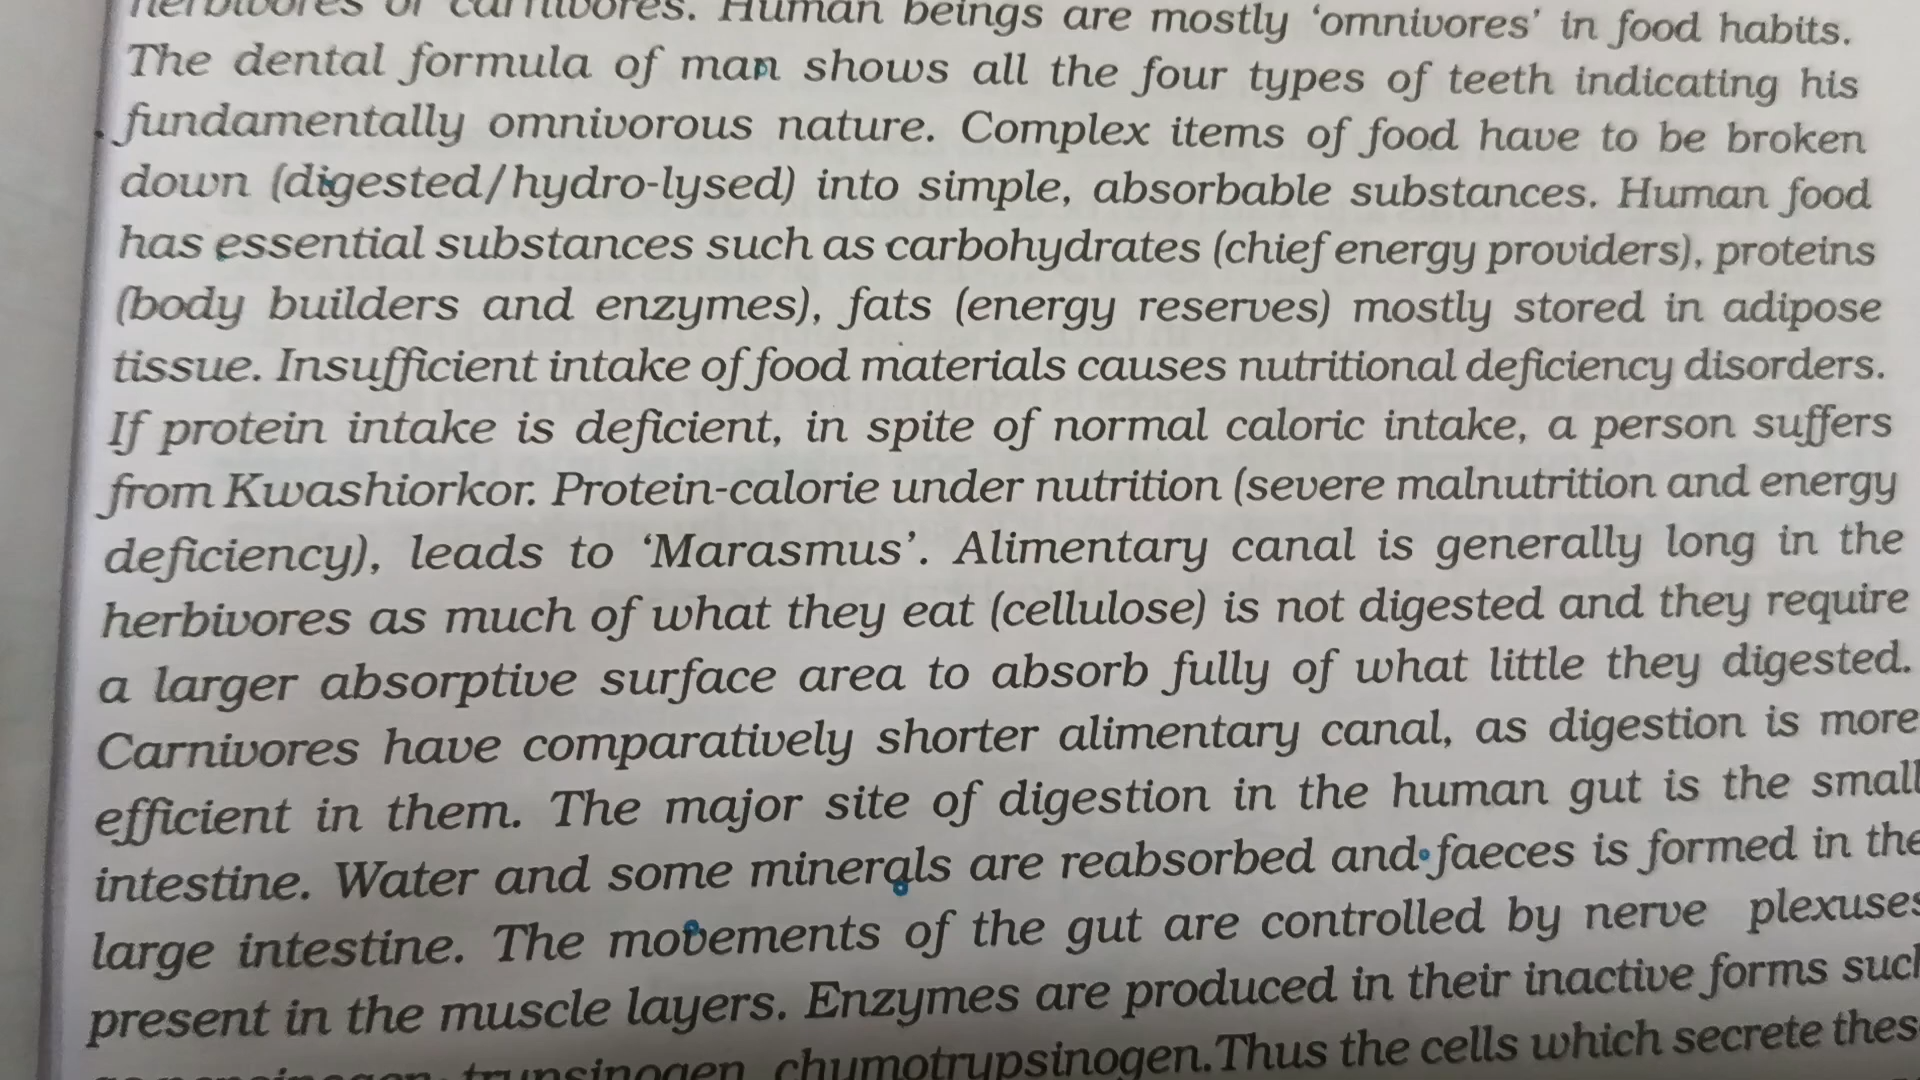 herbivores or carnivores. Human beings are mostly ‘omnivores’ in food habits.
The dental formula of man shows all the four types of teeth indicating his
fundamentally omnivorous nature. Complex items of food have to be broken
down (digested/hydro-lysed) into simple, absorbable substances. Human food
has essential substances such as carbohydrates (chief energy providers), proteins
(body builders and enzymes), fats (energy reserves) mostly stored in adipose
tissue. Insufficient intake of food materials causes nutritional deficiency disorders.
If protein intake is deficient, in spite of normal caloric intake, a person suffers
from Kwashiorkor. Protein-calorie under nutrition (severe malnutrition and energy
deficiency), leads to ‘Marasmus’. Alimentary canal is generally long in the
herbivores as much of what they eat (cellulose) is not digested and they require
a larger absorptive surface area to absorb fully of what little they digested.
Carnivores have comparatively shorter alimentary canal, as digestion is more
efficient in them. The major site of digestion in the human gut is the small
intestine. Water and some minerals are reabsorbed and faeces is formed in the
large intestine. The movements of the gut are controlled by nerve plexuses
present in the muscle layers. Enzymes are produced in their inactive forms such
as pepsinogen, trypsinogen, chymotrypsinogen. Thus the cells which secrete thes